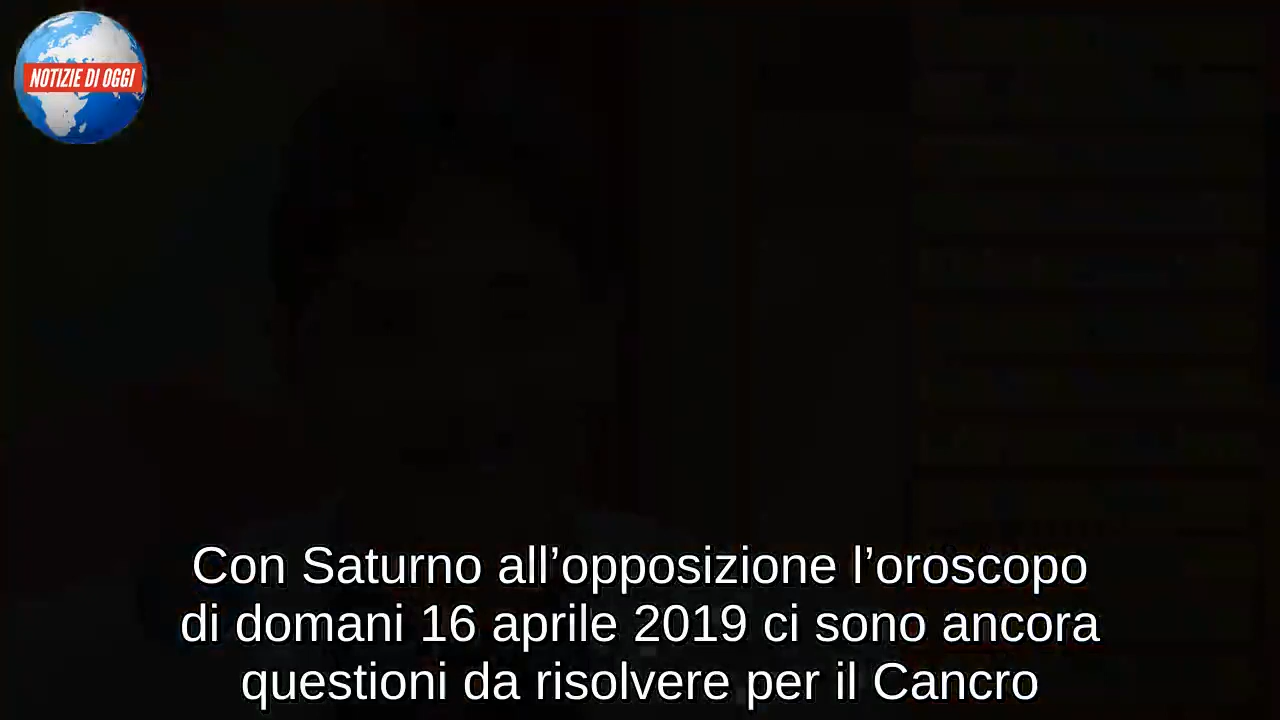 NOTIZIE DI OGGI
Con Saturno all’opposizione l’oroscopo
di domani 16 aprile 2019 ci sono ancora
questioni da risolvere per il Cancro